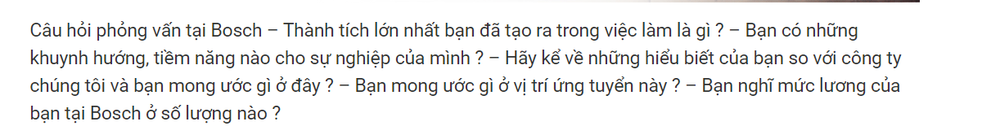 Câu hỏi phỏng vấn tại Bosch – Thành tích lớn nhất bạn đã tạo ra trong việc làm là gì ? – Bạn có những
khuynh hướng, tiềm năng nào cho sự nghiệp của mình ? – Hãy kể về những hiểu biết của bạn so với công ty
chúng tôi và bạn mong ước gì ở đây ? – Bạn mong ước gì ở vị trí ứng tuyển này ? – Bạn nghĩ mức lương của
bạn tại Bosch ở số lượng nào ?